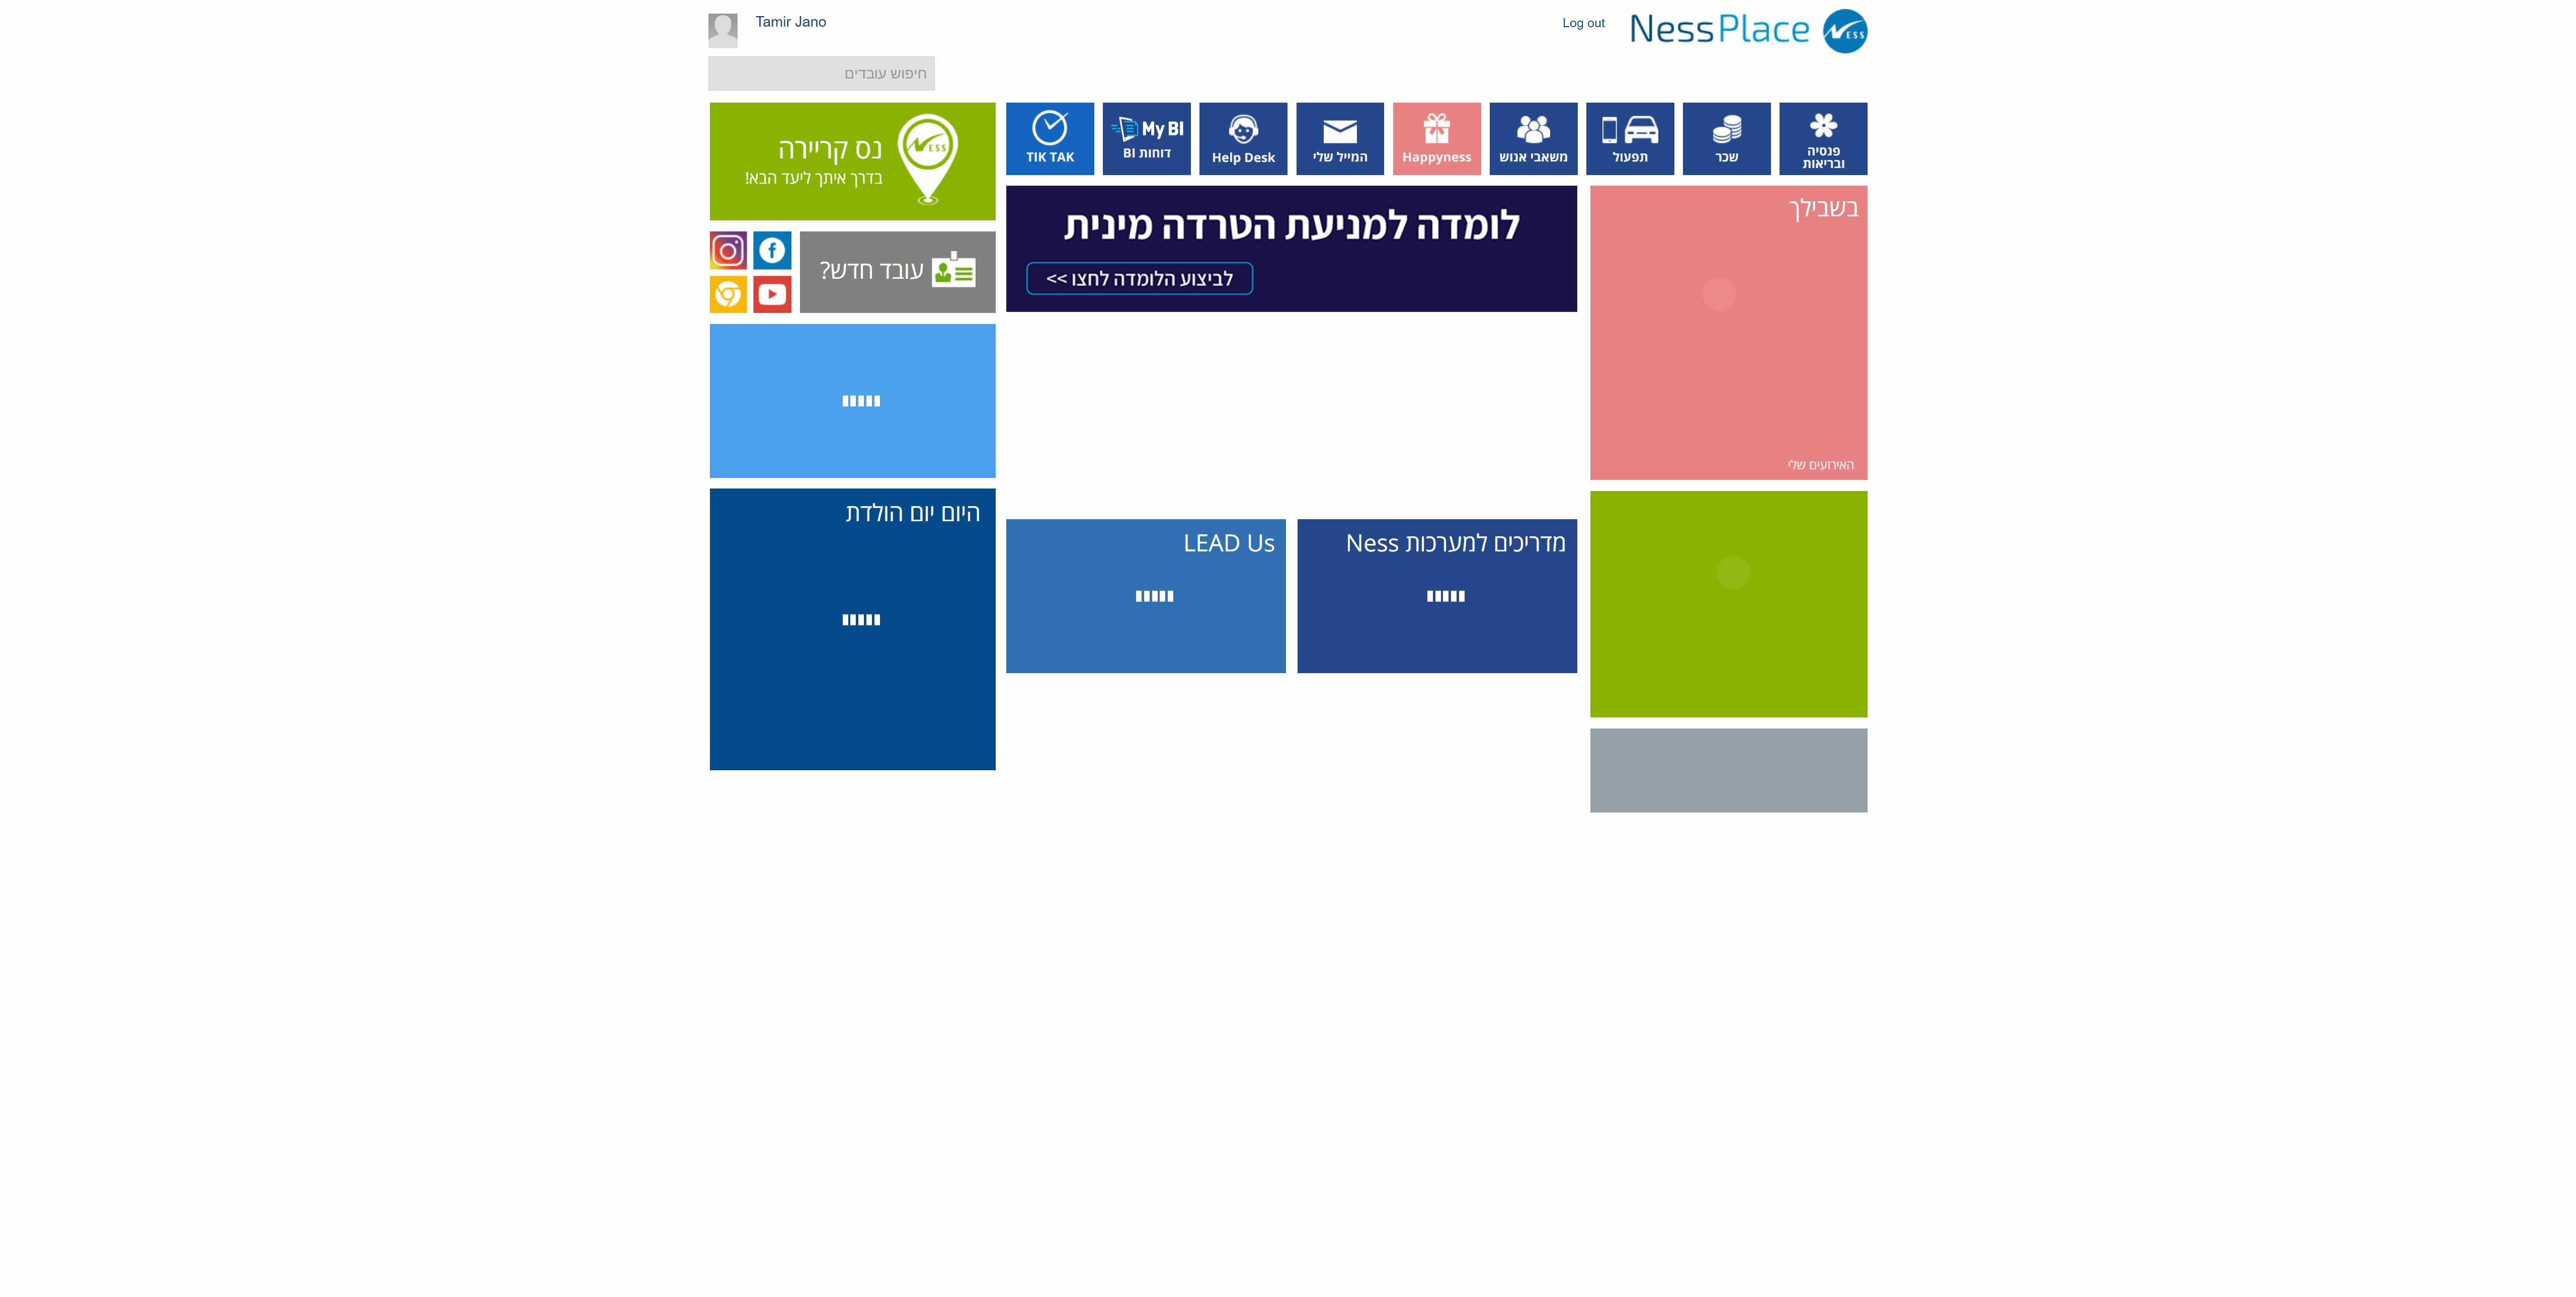 Tamir Jano
Log out
NessPlace
NESS
חיפוש עובדים
פנסיה
ובריאות
שכר
תפעול
משאבי אנוש
Happyness
המייל שלי
Help Desk
My BI
דוחות BI
TIK TAK
NESS
נס קריירה
בדרך איתך ליעד הבא!
בשבילך
האירועים שלי
לומדה למניעת הטרדה מינית
לביצוע הלומדה לחצו >>
עובד חדש?
היום יום הולדת
מדריכים למערכות Ness
LEAD Us